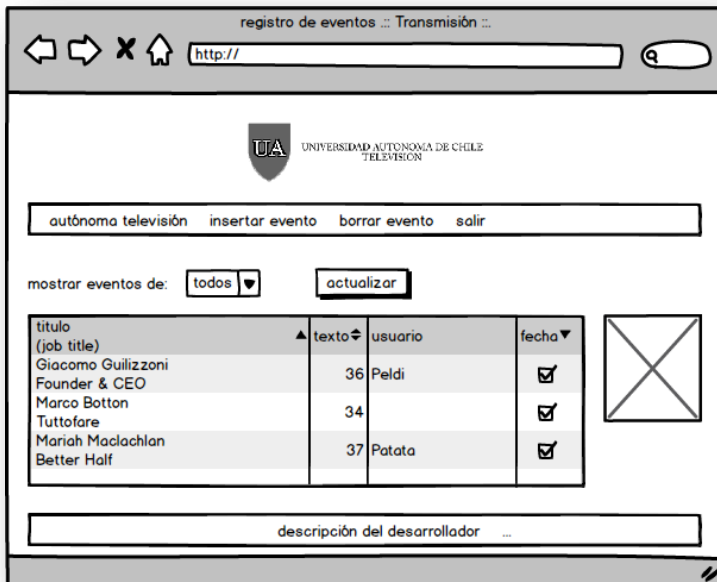 registro de eventos .:: Transmisión ::.
http://
UA
UNIVERSIDAD AUTONOMA DE CHILE
TELEVISION
autónoma televisión insertar evento borrar evento salir
mostrar eventos de: todos actualizar
titulo
(job title) texto usuario fecha
Giacomo Guilizzoni
Founder & CEO 36 Peldi
Marco Botton
Tuttofare 34
Mariah Maclachlan
Better Half 37 Patata
descripción del desarrollador ...